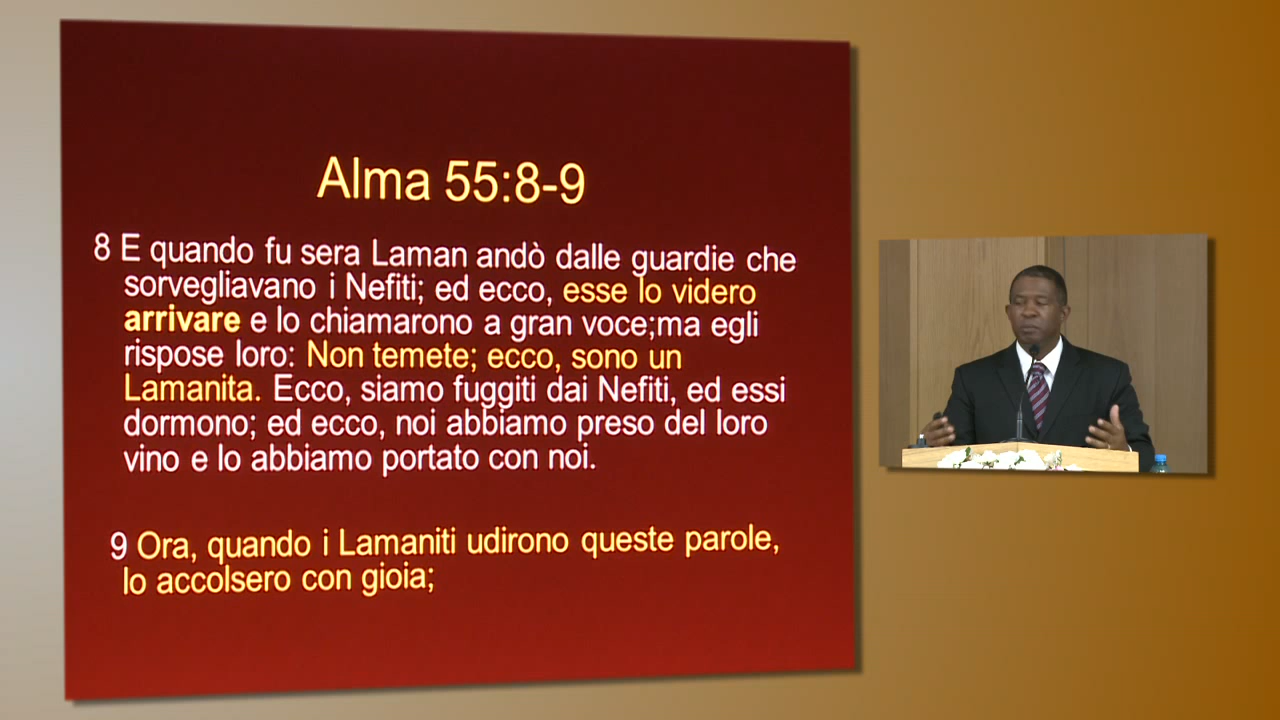 Alma 55:8-9
8 E quando fu sera Laman andò dalle guardie che
sorvegliavano i Nefiti; ed ecco, esse lo videro
arrivare e lo chiamarono a gran voce;ma egli
rispose loro: Non temete; ecco, sono un
Lamanita. Ecco, siamo fuggiti dai Nefiti, ed essi
dormono; ed ecco, noi abbiamo preso del loro
vino e lo abbiamo portato con noi.
9 Ora, quando i Lamaniti udirono queste parole,
lo accolsero con gioia;